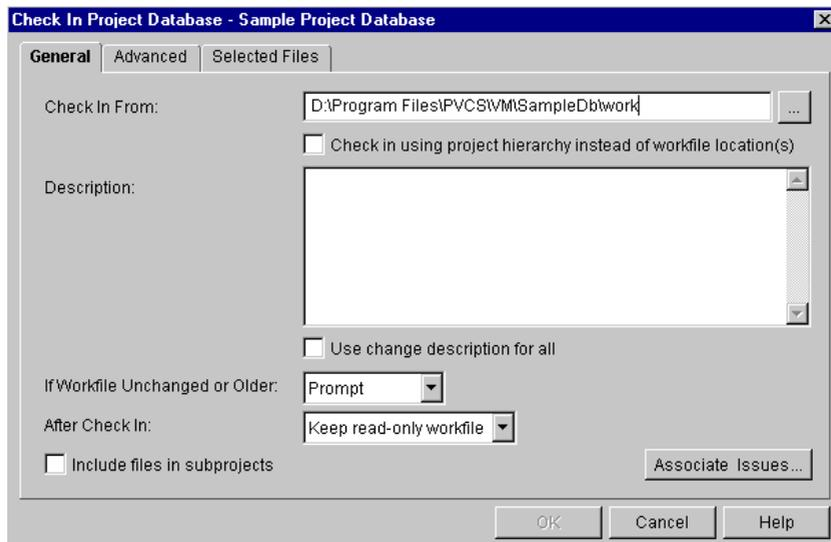 Check In Project Database - Sample Project Database
General Advanced Selected Files
Check In From: D:\Program Files\PVCS\VM\SampleDb\work ...
Check in using project hierarchy instead of workfile location(s)
Description:
Use change description for all
If Workfile Unchanged or Older: Prompt
After Check In: Keep read-only workfile
Include files in subprojects Associate Issues...
OK Cancel Help